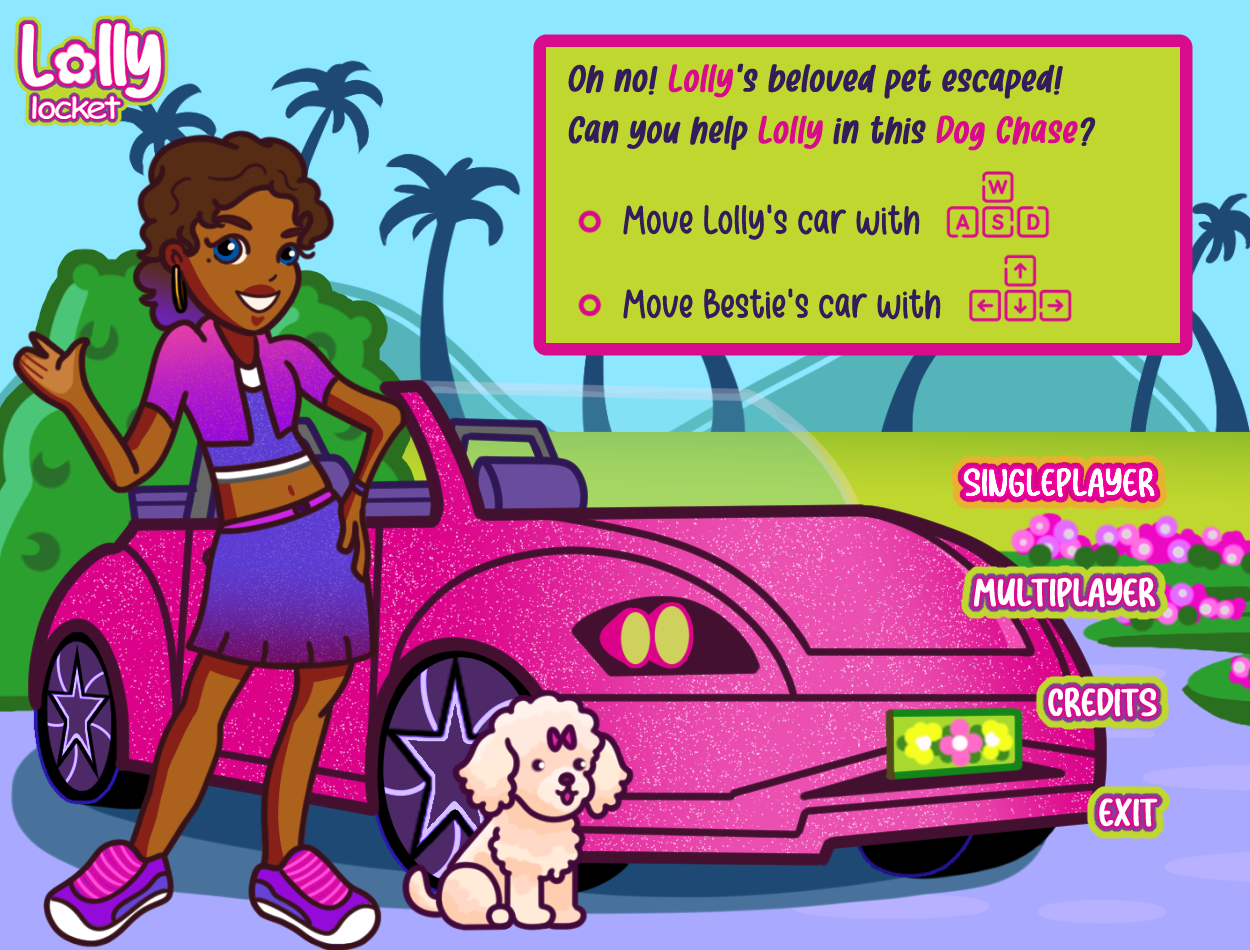 Lolly
locket
Oh no! Lolly's beloved pet escaped!
Can you help Lolly in this Dog Chase?
Move Lolly's car with
W
A S D
Move Bestie's car with
↑
← ↓ →
SINGLEPLAYER
MULTIPLAYER
CREDITS
EXIT